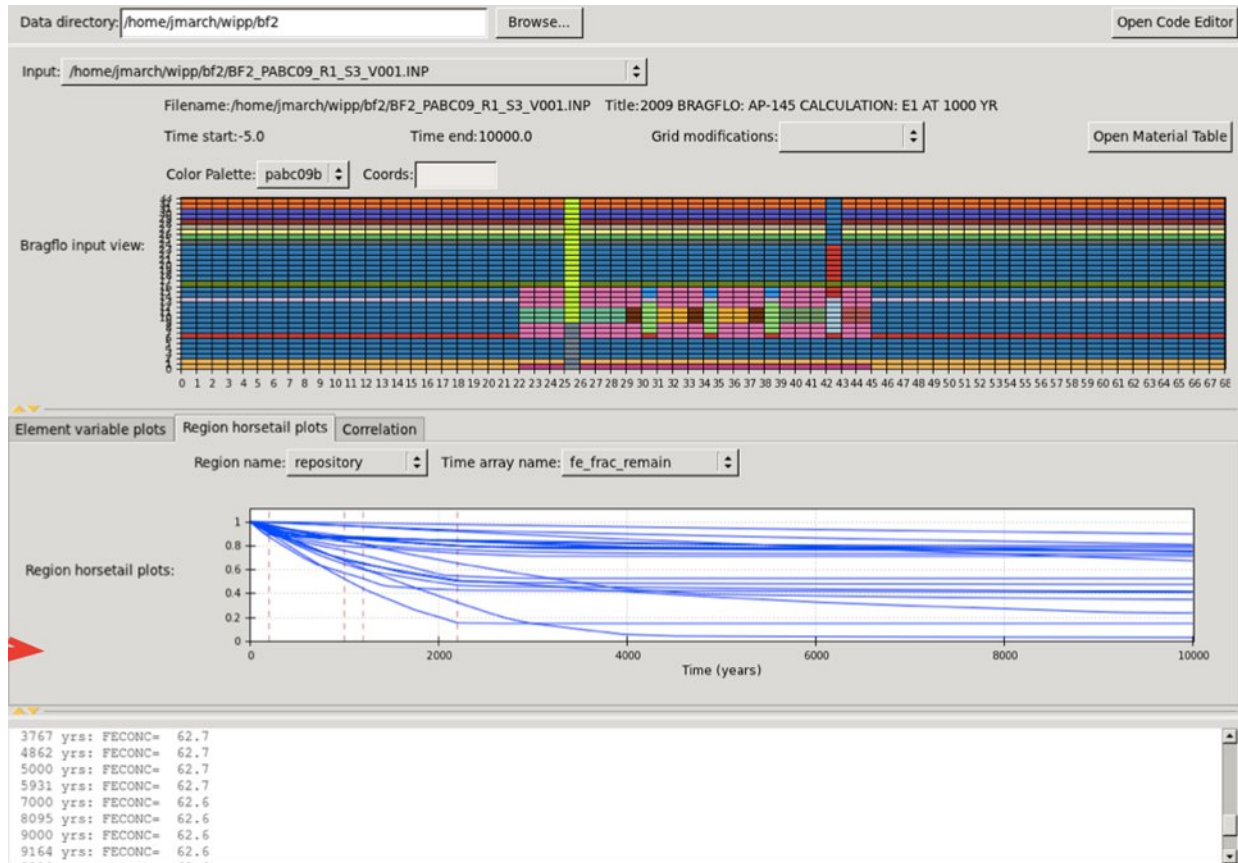 Data directory: /home/jmarch/wipp/bf2 Browse... Open Code Editor
Input: /home/jmarch/wipp/bf2/BF2_PABC09_R1_S3_V001.INP
Filename:/home/jmarch/wipp/bf2/BF2_PABC09_R1_S3_V001.INP Title:2009 BRAGFLO: AP-145 CALCULATION: E1 AT 1000 YR
Time start:-5.0 Time end:10000.0 Grid modifications: Open Material Table
Color Palette: pabc09b Coords:
Bragflo input view:
0 1 2 3 4 5 6 7 8 9 10 11 12 13 14 15 16 17 18 19 20 21 22 23 24 25 26 27 28 29 30 31 32 33 34 35 36 37 38 39 40 41 42 43 44 45 46 47 48 49 50 51 52 53 54 55 56 57 58 59 60 61 62 63 64 65 66 67
Element variable plots Region horsetail plots Correlation
Region name: repository Time array name: fe_frac_remain
1
0.8
0.6
Region horsetail plots:
0.4
0.2
0
0 2000 4000 6000 8000 10000
Time (years)
3767 yrs: FECONC= 62.7
4862 yrs: FECONC= 62.7
5000 yrs: FECONC= 62.7
5931 yrs: FECONC= 62.7
7000 yrs: FECONC= 62.6
8095 yrs: FECONC= 62.6
9000 yrs: FECONC= 62.6
9164 yrs: FECONC= 62.6